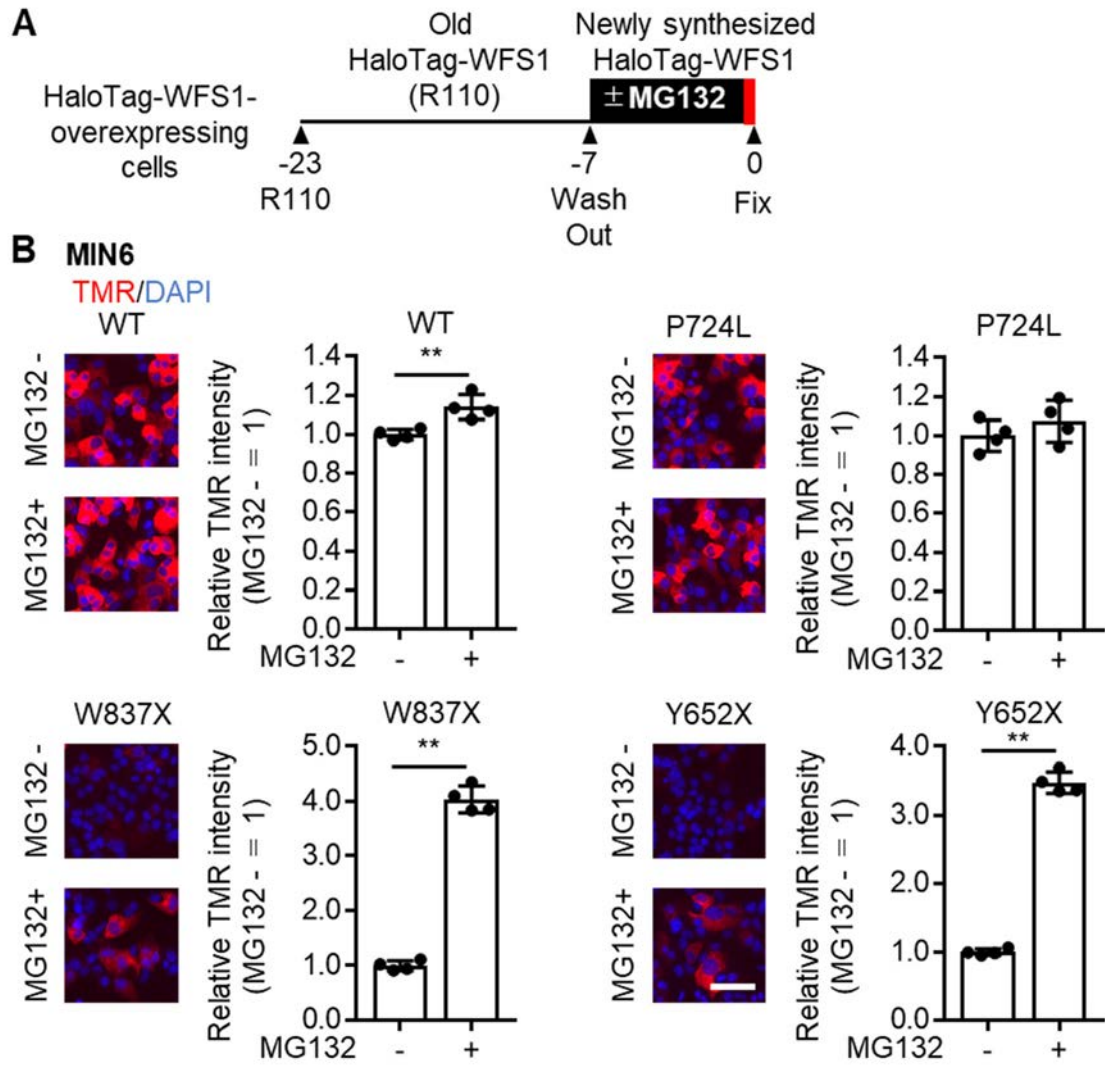 A
Old
HaloTag-WFS1
(R110)
Newly synthesized
HaloTag-WFS1
HaloTag-WFS1-
overexpressing
cells
± MG132
-23
-7
0
R110
Wash
Out
Fix
B MIN6
TMR/DAPI
WT
MG132 -
MG132+
Relative TMR intensity
(MG132 - = 1)
WT
**
1.4
1.2
1.0
0.8
0.6
0.4
0.2
0.0
MG132 - +
P724L
MG132 -
MG132+
Relative TMR intensity
(MG132 - = 1)
P724L
1.4
1.2
1.0
0.8
0.6
0.4
0.2
0.0
MG132 - +
W837X
MG132 -
MG132+
Relative TMR intensity
(MG132 - = 1)
W837X
**
5.0
4.0
3.0
2.0
1.0
0.0
MG132 - +
Y652X
MG132 -
MG132+
Relative TMR intensity
(MG132 - = 1)
Y652X
**
4.0
3.0
2.0
1.0
0.0
MG132 - +